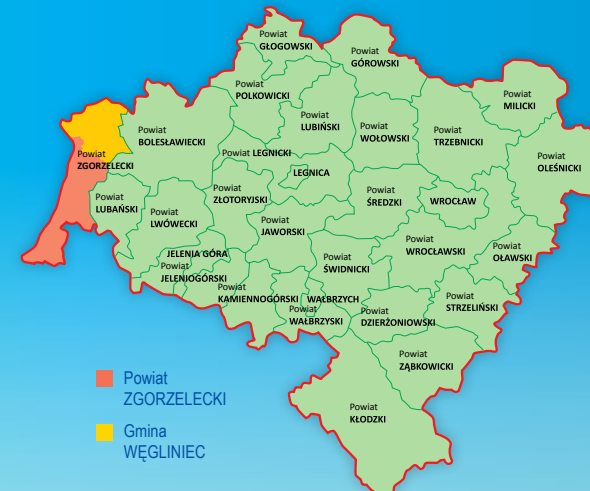 Powiat
GŁOGOWSKI
Powiat
GÓROWSKI
Powiat
POLKOWICKI
Powiat
MILICKI
Powiat
LUBIŃSKI
Powiat
BOLESŁAWIECKI
Powiat
WOŁOWSKI
Powiat
TRZEBNICKI
Powiat
ZGORZELECKI
Powiat LEGNICKI
Powiat
OLEŚNICKI
LEGNICA
Powiat
LUBAŃSKI
Powiat
ZŁOTORYJSKI
Powiat
ŚREDZKI
WROCŁAW
Powiat
LWÓWECKI
Powiat
JAWORSKI
Powiat
WROCŁAWSKI
Powiat
OŁAWSKI
JELENIA GÓRA
Powiat
JELENIOGÓRSKI
Powiat
ŚWIDNICKI
Powiat
KAMIENNOGÓRSKI
WAŁBRZYCH
Powiat
WAŁBRZYSKI
Powiat
DZIERŻONIOWSKI
Powiat
STRZELIŃSKI
Powiat
ZĄBKOWICKI
Powiat
KŁODZKI
Powiat
ZGORZELECKI
Gmina
WĘGLINIEC